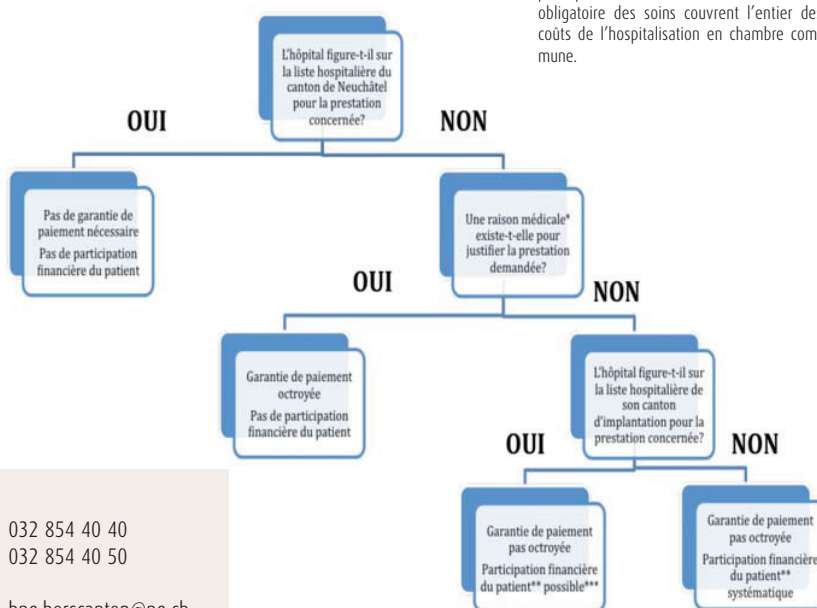 obligatoire des soins couvrent l'entier de
coûts de l'hospitalisation en chambre com
mune.
L'hôpital figure-t-il sur
la liste hospitalière du
canton de Neuchâtel
pour la prestation
concernée?
OUI
NON
Pas de garantie de
paiement nécessaire
Pas de participation
financière du patient
Une raison médicale*
existe-t-elle pour
justifier la prestation
demandée?
OUI
NON
Garantie de paiement
octroyée
Pas de participation
financière du patient
L'hôpital figure-t-il sur
la liste hospitalière de
son canton
d'implantation pour la
prestation concernée?
OUI
NON
Garantie de paiement
pas octroyée
Participation financière
du patient** possible***
Garantie de paiement
pas octroyée
Participation financière
du patient**
systématique
032 854 40 40
032 854 40 50